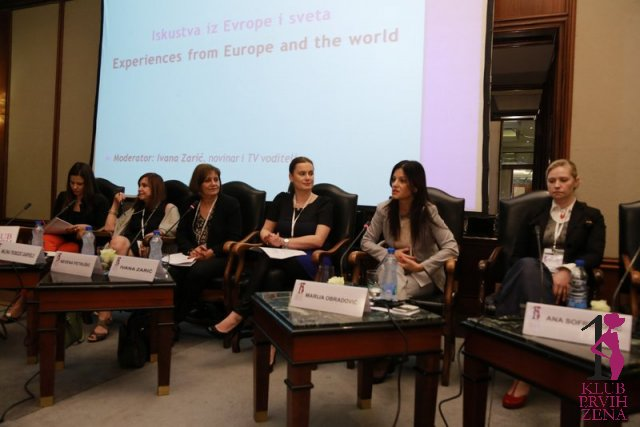 Iskustva iz Evrope i sveta
Experiences from Europe and the world
Moderator: Ivana Zarić, novinar i TV voditelj
IVANA ZARIĆ
MARIJA OBRADOVIĆ
ANA
KLUB
PRVIH
ŽENA